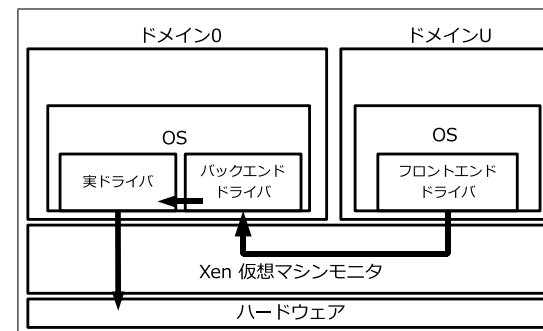 ドメイン0
ドメインU
OS
OS
実ドライバ
バックエンド
ドライバ
フロントエンド
ドライバ
Xen 仮想マシンモニタ
ハードウェア